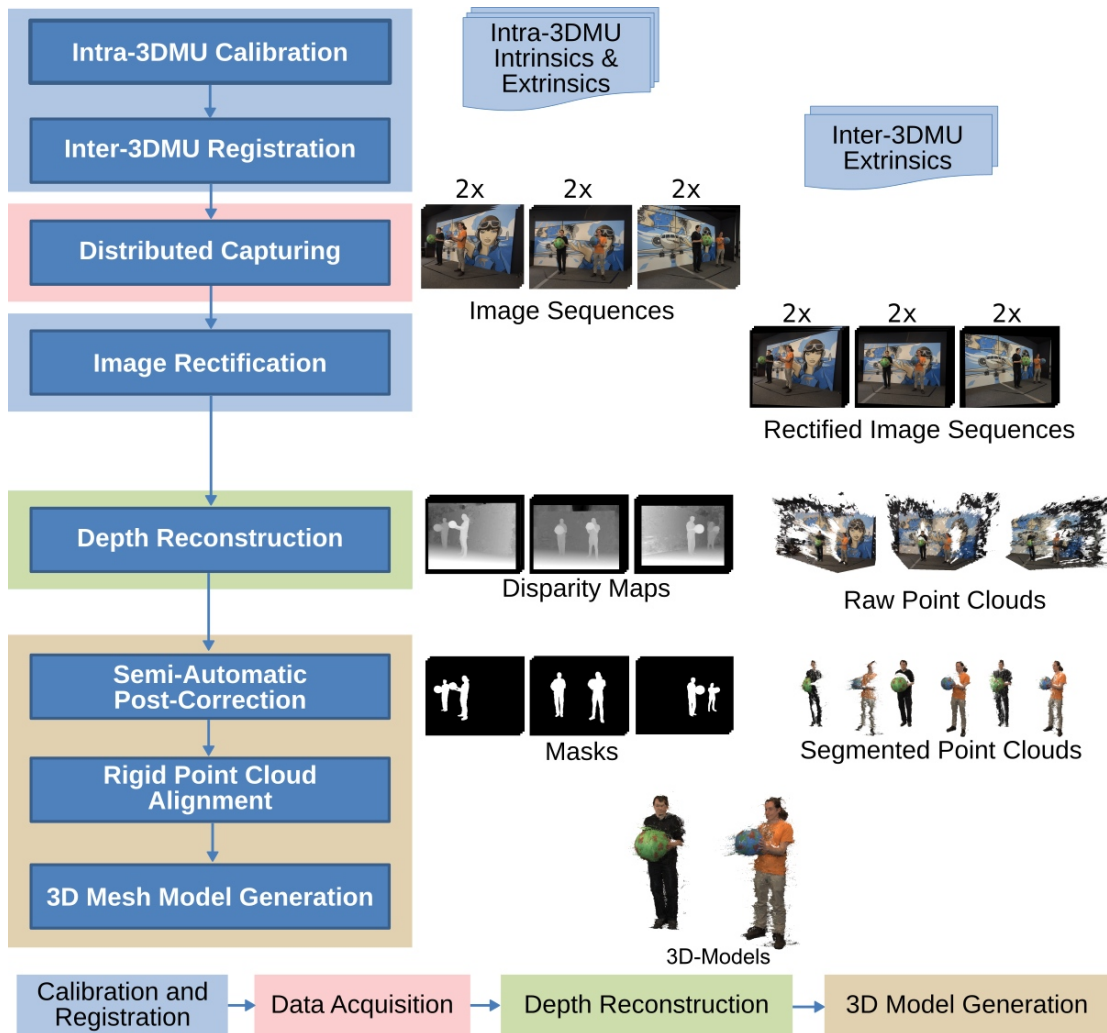 Intra-3DMU Calibration
Intra-3DMU
Intrinsics &
Extrinsics
Inter-3DMU Registration
Inter-3DMU
Extrinsics
2x 2x 2x
Distributed Capturing
Image Sequences
2x 2x 2x
Image Rectification
Rectified Image Sequences
Depth Reconstruction
Disparity Maps
Raw Point Clouds
Semi-Automatic
Post-Correction
Masks
Segmented Point Clouds
Rigid Point Cloud
Alignment
3D Mesh Model Generation
3D-Models
Calibration and
Registration
Data Acquisition
Depth Reconstruction
3D Model Generation